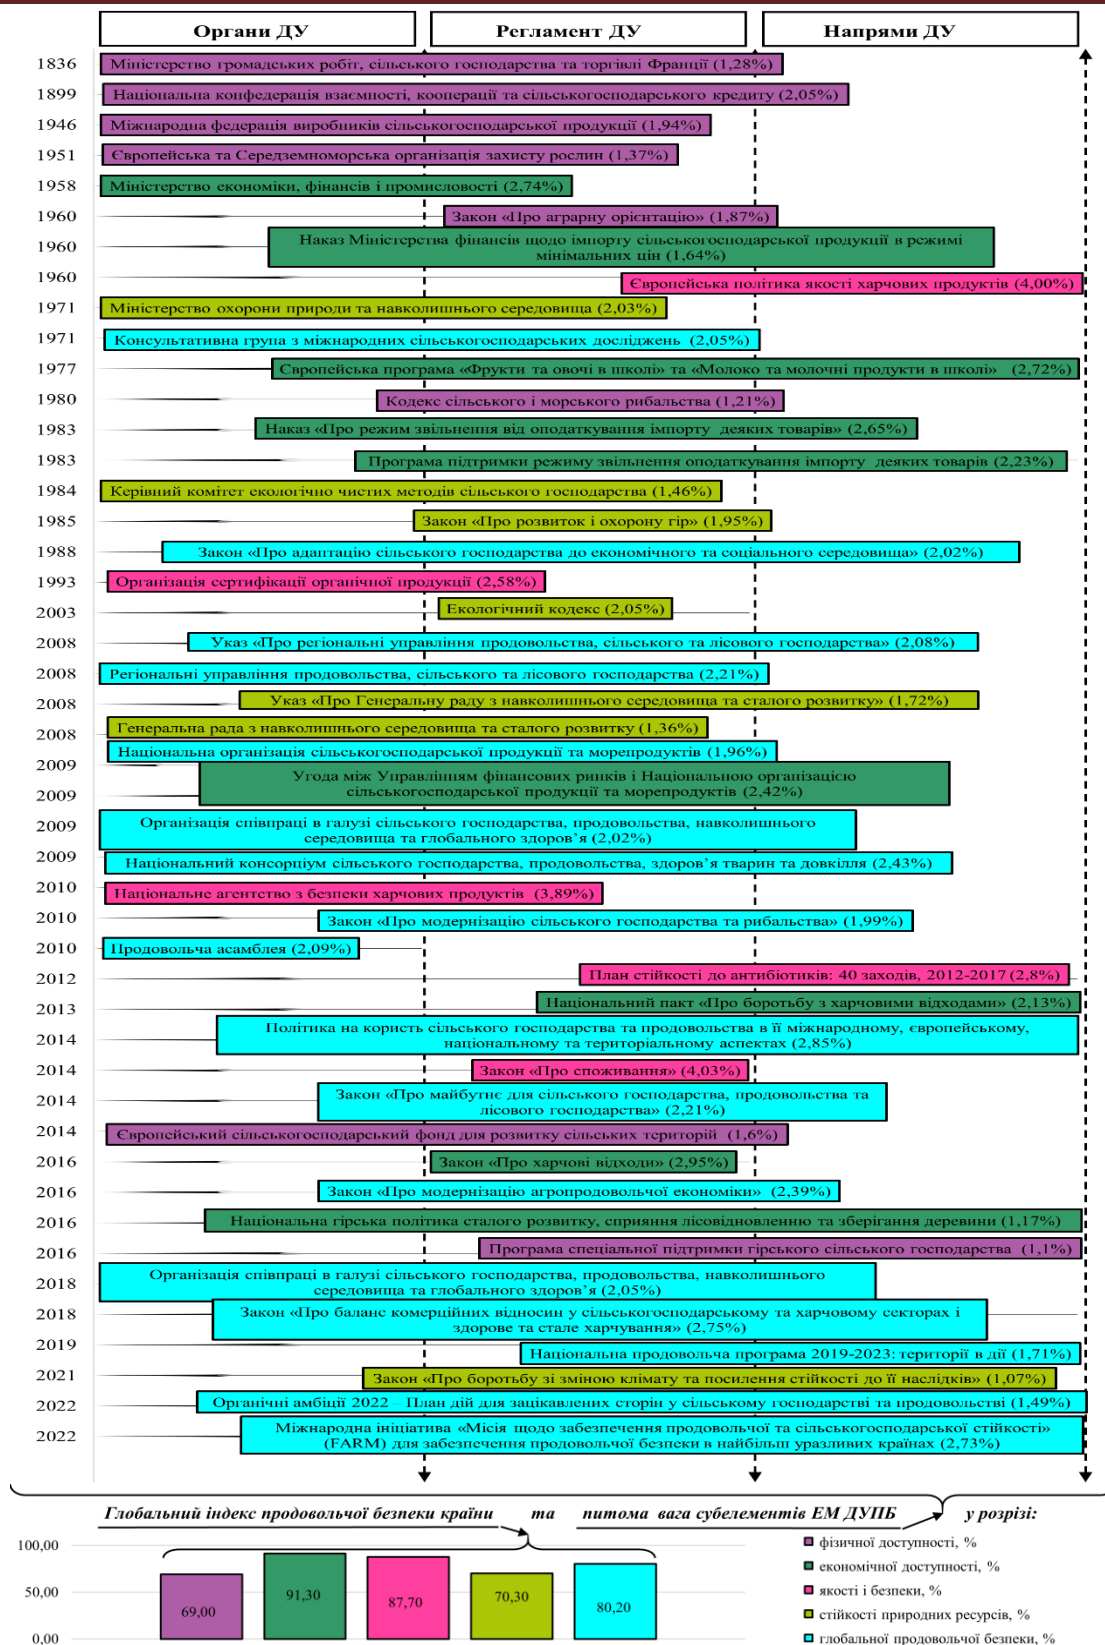 Органи ДУ
Регламент ДУ
Напрями ДУ
1836
Міністерство громадських робіт, сільського господарства та торгівлі Франції (1,28%)
1899
Національна конфедерація взаємності, кооперації та сільськогосподарського кредиту (2,05%)
1946
Міжнародна федерація виробників сільськогосподарської продукції (1,94%)
1951
Європейська та Середземноморська організація захисту рослин (1,37%)
1958
Міністерство економіки, фінансів і промисловості (2,74%)
1960
Закон «Про аграрну орієнтацію» (1,87%)
1960
Наказ Міністерства фінансів щодо імпорту сільськогосподарської продукції в режимі
мінімальних цін (1,64%)
1960
Європейська політика якості харчових продуктів (4,00%)
1971
Міністерство охорони природи та навколишнього середовища (2,03%)
1971
Консультативна група з міжнародних сільськогосподарських досліджень (2,05%)
1977
Європейська програма «Фрукти та овочі в школі» та «Молоко та молочні продукти в школі» (2,72%)
1980
Кодекс сільського і морського рибальства (1,21%)
1983
Наказ «Про режим звільнення від оподаткування імпорту деяких товарів» (2,65%)
1983
Програма підтримки режиму звільнення оподаткування імпорту деяких товарів (2,23%)
1984
Керівний комітет екологічно чистих методів сільського господарства (1,46%)
1985
Закон «Про розвиток і охорону гір» (1,95%)
1988
Закон «Про адаптацію сільського господарства до економічного та соціального середовища» (2,02%)
1993
Організація сертифікації органічної продукції (2,58%)
2003
Екологічний кодекс (2,05%)
2008
Указ «Про регіональні управління продовольства, сільського та лісового господарства» (2,08%)
2008
Регіональні управління продовольства, сільського та лісового господарства (2,21%)
2008
Указ «Про Генеральну раду з навколишнього середовища та сталого розвитку» (1,72%)
2008
Генеральна рада з навколишнього середовища та сталого розвитку (1,36%)
Національна організація сільськогосподарської продукції та морепродуктів (1,96%)
2009
Угода між Управлінням фінансових ринків і Національною організацією
сільськогосподарської продукції та морепродуктів (2,42%)
2009
2009
Організація співпраці в галузі сільського господарства, продовольства, навколишнього
середовища та глобального здоров’я (2,02%)
2009
Національний консорціум сільського господарства, продовольства, здоров’я тварин та довкілля (2,43%)
2010
Національне агентство з безпеки харчових продуктів (3,89%)
2010
Закон «Про модернізацію сільського господарства та рибальства» (1,99%)
2010
Продовольча асамблея (2,09%)
2012
План стійкості до антибіотиків: 40 заходів, 2012-2017 (2,8%)
2013
Національний пакт «Про боротьбу з харчовими відходами» (2,13%)
2014
Політика на користь сільського господарства та продовольства в її міжнародному, європейському,
національному та територіальному аспектах (2,85%)
2014
Закон «Про споживання» (4,03%)
2014
Закон «Про майбутнє для сільського господарства, продовольства та
лісового господарства» (2,21%)
2014
Європейський сільськогосподарський фонд для розвитку сільських територій (1,6%)
2016
Закон «Про харчові відходи» (2,95%)
2016
Закон «Про модернізацію агропродовольчої економіки» (2,39%)
2016
Національна гірська політика сталого розвитку, сприяння лісовідновленню та зберігання деревини (1,17%)
2016
Програма спеціальної підтримки гірського сільського господарства (1,1%)
2018
Організація співпраці в галузі сільського господарства, продовольства, навколишнього
середовища та глобального здоров’я (2,05%)
2018
Закон «Про баланс комерційних відносин у сільськогосподарському та харчовому секторах і
здорове та стале харчування» (2,75%)
2019
Національна продовольча програма 2019-2023: території в дії (1,71%)
2021
Закон «Про боротьбу зі зміною клімату та посилення стійкості до її наслідків» (1,07%)
2022
Органічні амбіції 2022 – План дій для зацікавлених сторін у сільському господарстві та продовольстві (1,49%)
2022
Міжнародна ініціатива «Місія щодо забезпечення продовольчої та сільськогосподарської стійкості»
(FARM) для забезпечення продовольчої безпеки в найбільш уразливих країнах (2,73%)
Глобальний індекс продовольчої безпеки країни та питома вага субелементів ЕМ ДУПБ у розрізі:
100,00
50,00
0,00
69,00
91,30
87,70
70,30
80,20
фізичної доступності, %
економічної доступності, %
якості і безпеки, %
стійкості природних ресурсів, %
глобальної продовольчої безпеки, %